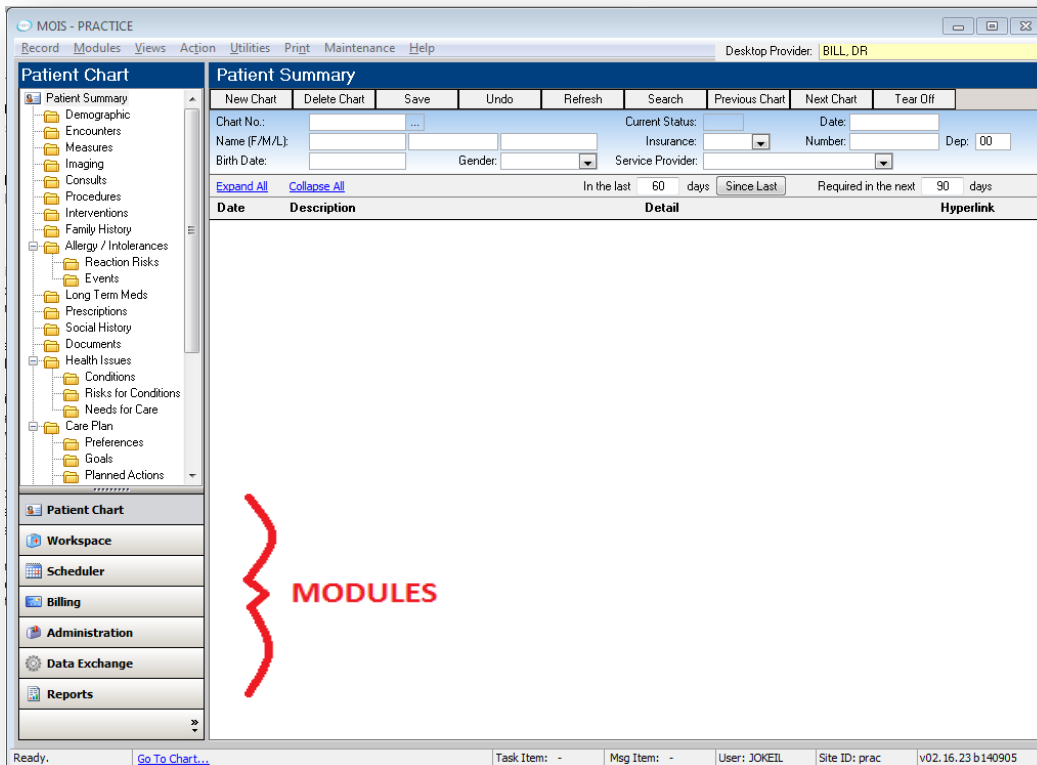 MOIS - PRACTICE
Record Modules Views Action Utilities Print Maintenance Help
Desktop Provider: BILL, DR
Patient Chart
Patient Summary
Demographic
Encounters
Measures
Imaging
Consults
Procedures
Interventions
Family History
Allergy / Intolerances
Reaction Risks
Events
Long Term Meds
Prescriptions
Social History
Documents
Health Issues
Conditions
Risks for Conditions
Needs for Care
Care Plan
Preferences
Goals
Planned Actions
Patient Chart
Workspace
Scheduler
Billing
Administration
Data Exchange
Reports
Patient Summary
New Chart Delete Chart Save Undo Refresh Search Previous Chart Next Chart Tear Off
Chart No.: ... Current Status: Date:
Name (F/M/L): Insurance: Number: Dep: 00
Birth Date: Gender: Service Provider:
Expand All Collapse All In the last 60 days Since Last Required in the next 90 days
Date Description Detail Hyperlink
MODULES
Ready. Go To Chart... Task Item: - Msg Item: - User: JOKEIL Site ID: prac v02.16.23 b140905